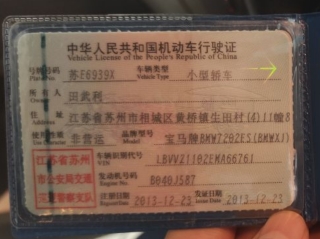 中华人民共和国机动车行驶证
Vehicle License of the People's Republic of China
号牌号码 苏E6939X 车辆类型 小型轿车
Plate No. Vehicle Type
所有人 田武利
Owner
住址 江苏省苏州市相城区黄桥镇生田村(4)11幢8
Address
使用性质 非营运 品牌型号 宝马牌BMW7202ES(BMWX1)
Use Character Model
车辆识别代号 LBVVZ1102EMA66761
VIN
江苏省苏州
市公安局交通
巡逻警察支队
发动机号码 B040J587
Engine No.
注册日期 2013-12-23 发证日期 2013-12-23
Register Date Issue Date